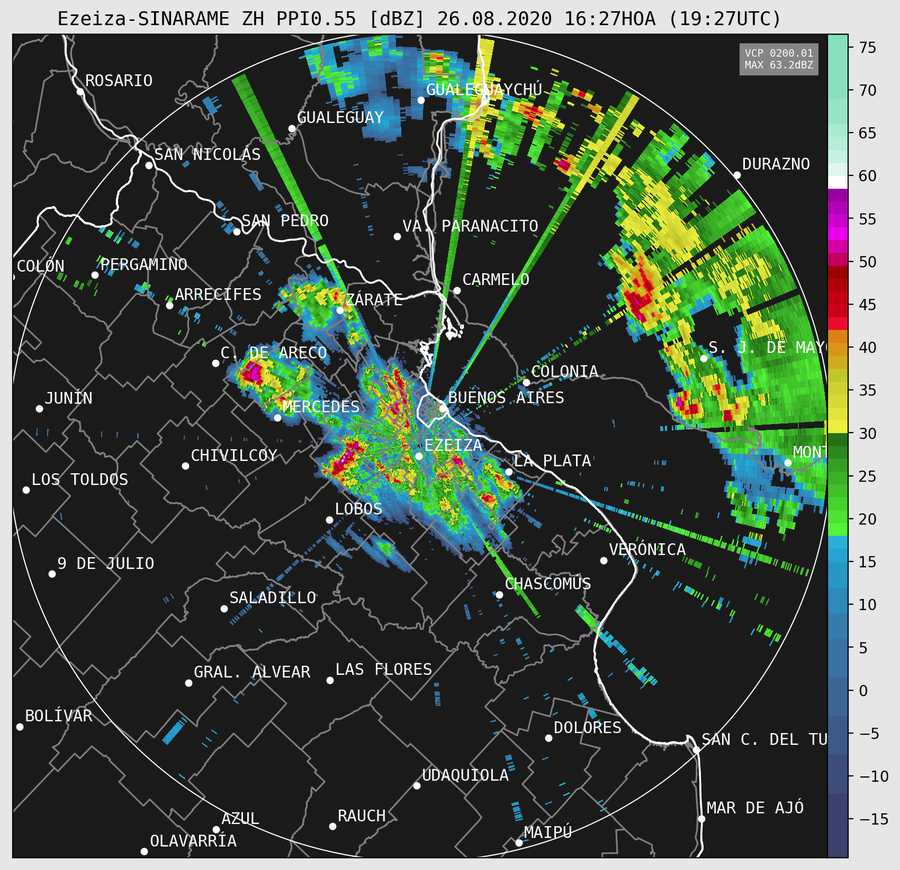 Ezeiza-SINARAME ZH PPI0.55 [dBZ] 26.08.2020 16:27HOA (19:27UTC)
VCP 0200.01
MAX 63.2dBZ
ROSARIO
GUALEGUAYCHÚ
GUALEGUAY
SAN NICOLAS
DURAZNO
SAN PEDRO
VA. PARANACITO
COLÓN
PERGAMINO
CARMELO
ARRECIFES
ZÁRATE
C. DE ARECO
S. J. DE MAY
COLONIA
JUNÍN
MERCEDES
BUENOS AIRES
EZEIZA
CHIVILCOY
LA PLATA
MONT
LOS TOLDOS
LOBOS
VERÓNICA
9 DE JULIO
CHASCOMÚS
SALADILLO
GRAL. ALVEAR
LAS FLORES
BOLÍVAR
DOLORES
SAN C. DEL TU
UDAQUIOLA
MAR DE AJÓ
AZUL
RAUCH
MAIPÚ
OLAVARRÍA
75
70
65
60
55
50
45
40
35
30
25
20
15
10
5
0
−5
−10
−15